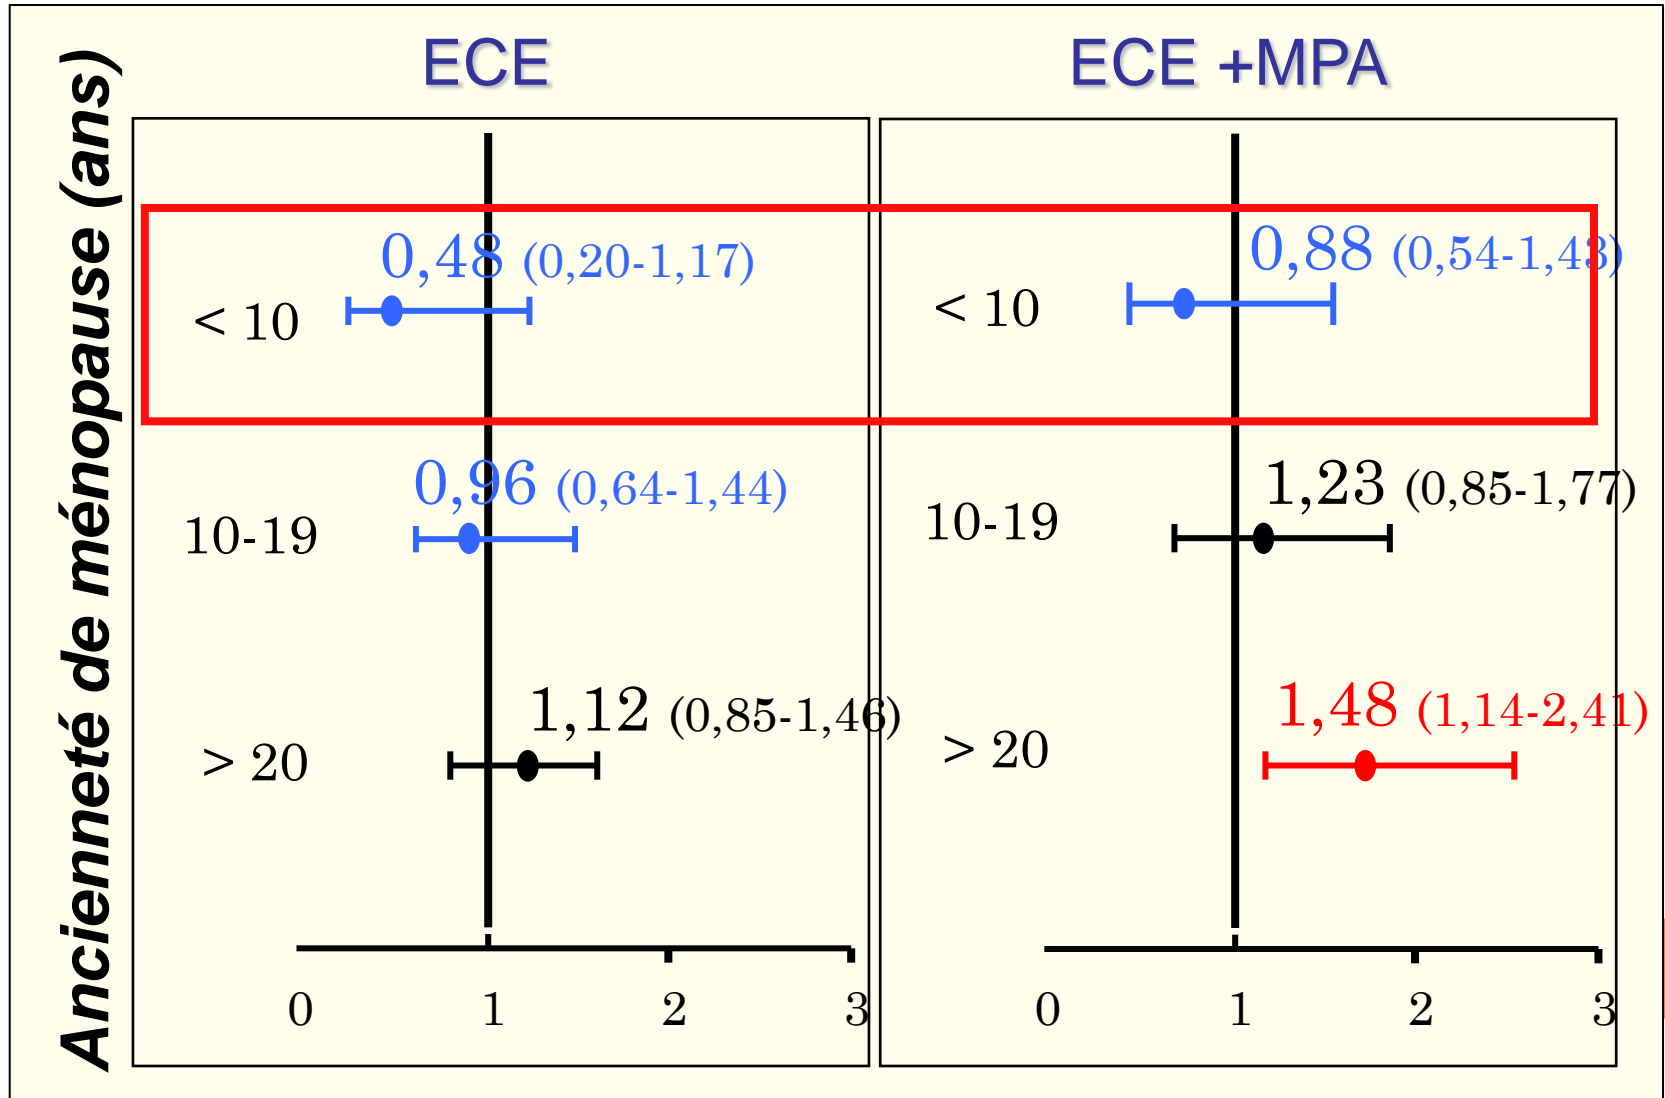 Ancienneté de ménopause (ans)
ECE
< 10
0,48 (0,20-1,17)
10-19
0,96 (0,64-1,44)
> 20
1,12 (0,85-1,46)
0 1 2 3
ECE +MPA
< 10
0,88 (0,54-1,43)
10-19
1,23 (0,85-1,77)
> 20
1,48 (1,14-2,41)
0 1 2 3